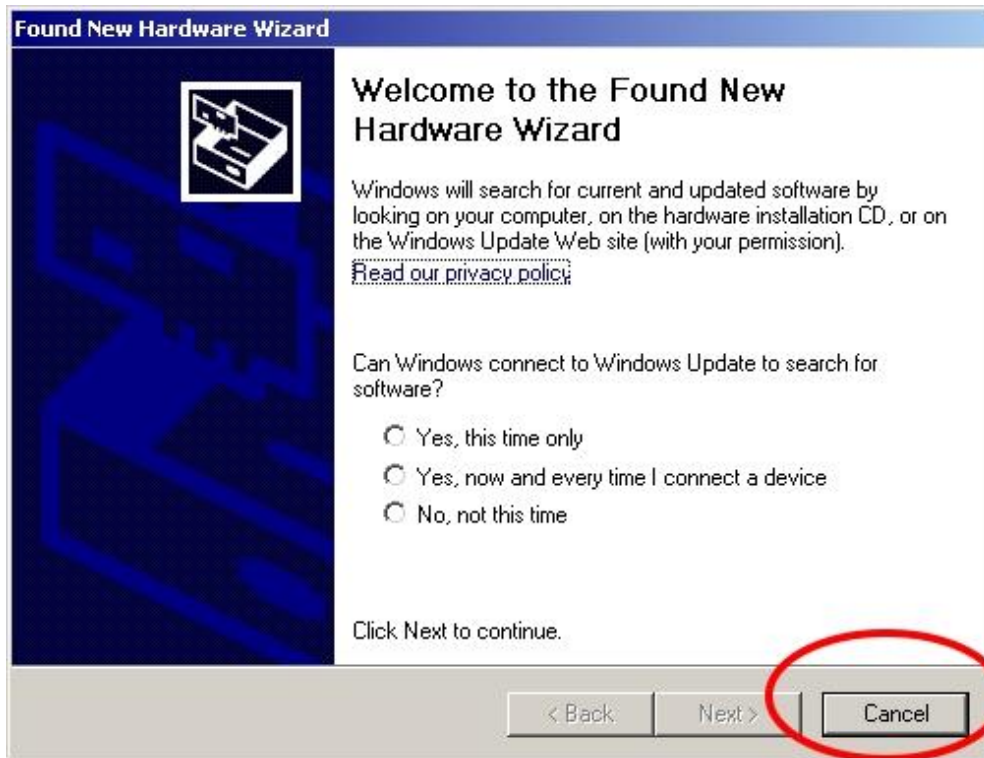 Found New Hardware Wizard
Welcome to the Found New
Hardware Wizard
Windows will search for current and updated software by
looking on your computer, on the hardware installation CD, or on
the Windows Update Web site (with your permission).
Read our privacy policy
Can Windows connect to Windows Update to search for
software?
Yes, this time only
Yes, now and every time I connect a device
No, not this time
Click Next to continue.
< Back Next > Cancel